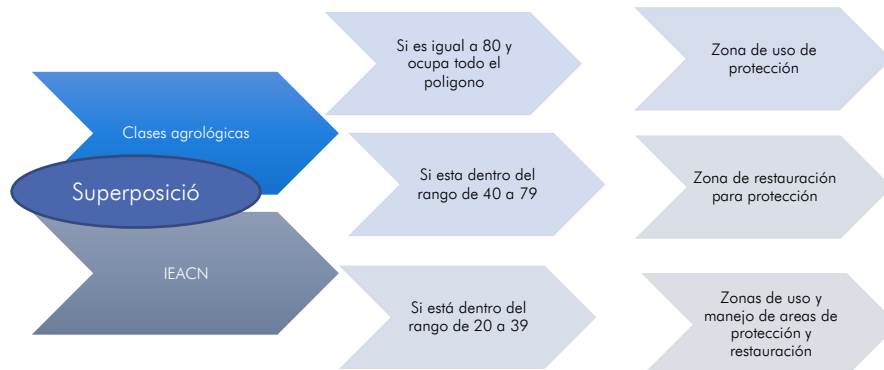 Clases agrológicas
Superposició
IEACN
Si es igual a 80 y
ocupa todo el
poligono
Zona de uso de
protección
Si esta dentro del
rango de 40 a 79
Zona de restauración
para protección
Si está dentro del
rango de 20 a 39
Zonas de uso y
manejo de areas de
protección y
restauración